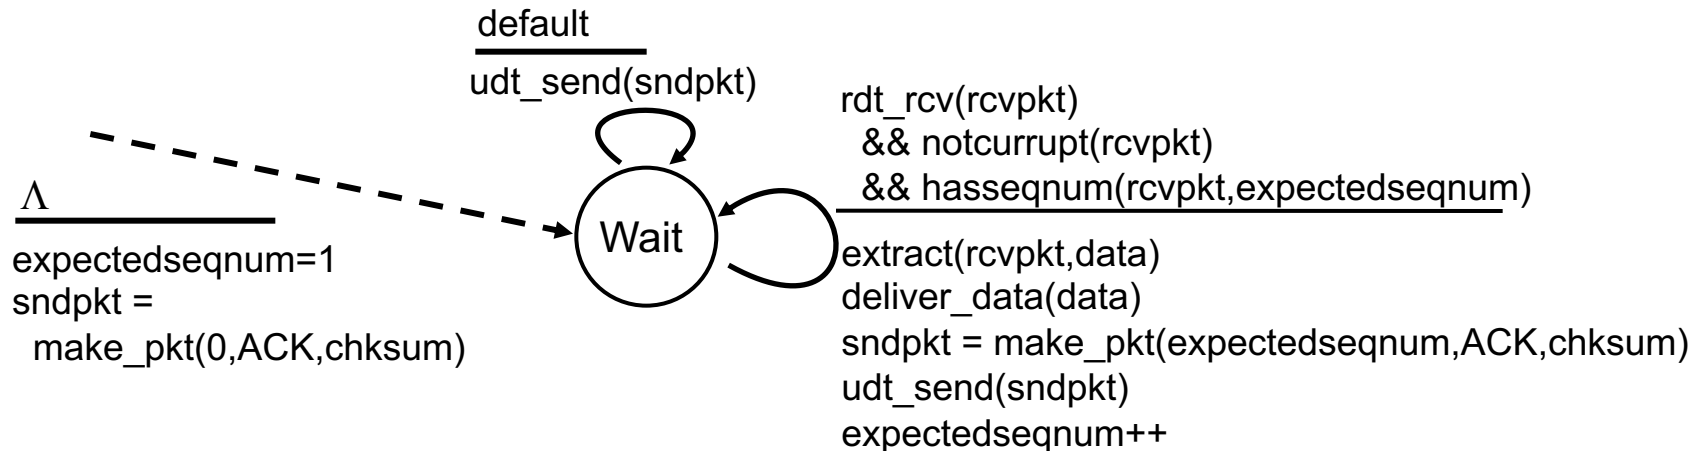 default
udt_send(sndpkt)
Λ
expectedseqnum=1
sndpkt =
make_pkt(0,ACK,chksum)
Wait
rdt_rcv(rcvpkt)
&& notcurrupt(rcvpkt)
&& hasseqnum(rcvpkt,expectedseqnum)
extract(rcvpkt,data)
deliver_data(data)
sndpkt = make_pkt(expectedseqnum,ACK,chksum)
udt_send(sndpkt)
expectedseqnum++